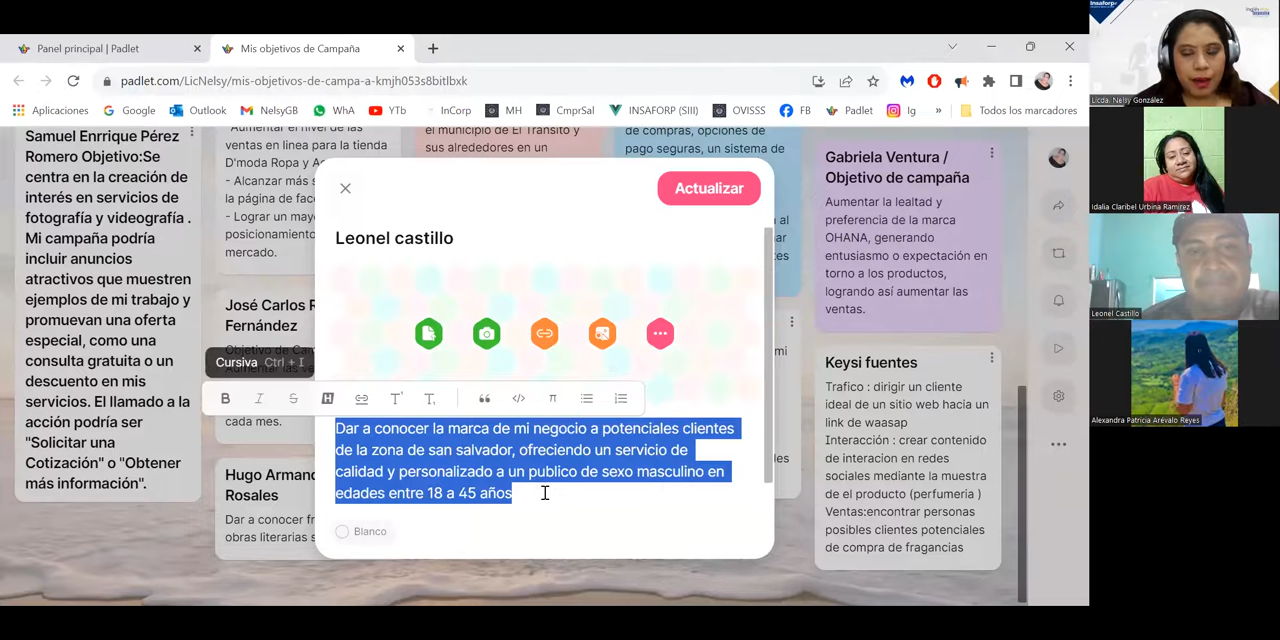 Panel principal | Padlet
Mis objetivos de Campaña
padlet.com/LicNelsy/mis-objetivos-de-campa-a-kmjh053s8bitlbxk
Aplicaciones
Google
Outlook
NelsyGB
WhA
YTb
InCorp
MH
CmprSal
INSAFORP (SIII)
OVISSS
FB
Padlet
Ig
»
Todos los marcadores
Samuel Enrrique Pérez
Romero Objetivo:Se
centra en la creación de
interés en servicios de
fotografía y videografía .
Mi campaña podría
incluir anuncios
atractivos que muestren
ejemplos de mi trabajo y
promuevan una oferta
especial, como una
consulta gratuita o un
descuento en mis
servicios. El llamado a la
acción podría ser
"Solicitar una
Cotización" o "Obtener
más información".
Aumentar el nivel de las
ventas en línea para la tienda
D'moda Ropa y Ac
- Alcanzar más s
la página de face
- Lograr un mayo
posicionamiento
mercado.
José Carlos R
Fernández
Objetivo de Cam
Aumentar las ve
cada mes.
Hugo Armand
Rosales
Dar a conocer fr
obras literarias s
Cursiva Ctrl + I
el municipio de El Tránsito y
sus alrededores en un
de compras, opciones de
pago seguras, un sistema de
Actualizar
Leonel castillo
Dar a conocer la marca de mi negocio a potenciales clientes
de la zona de san salvador, ofreciendo un servicio de
calidad y personalizado a un publico de sexo masculino en
edades entre 18 a 45 años
Blanco
Gabriela Ventura /
Objetivo de campaña
Aumentar la lealtad y
preferencia de la marca
OHANA, generando
entusiasmo o expectación en
torno a los productos,
logrando así aumentar las
ventas.
Keysi fuentes
Trafico : dirigir un cliente
ideal de un sitio web hacia un
link de waasap
Interacción : crear contenido
de interacion en redes
sociales mediante la muestra
de el producto (perfumeria )
Ventas:encontrar personas
posibles clientes potenciales
de compra de fragancias
Insaforp
Licda. Nelsy González
Idalia Claribel Urbina Ramirez
Leonel Castillo
Alexandra Patricia Arévalo Reyes